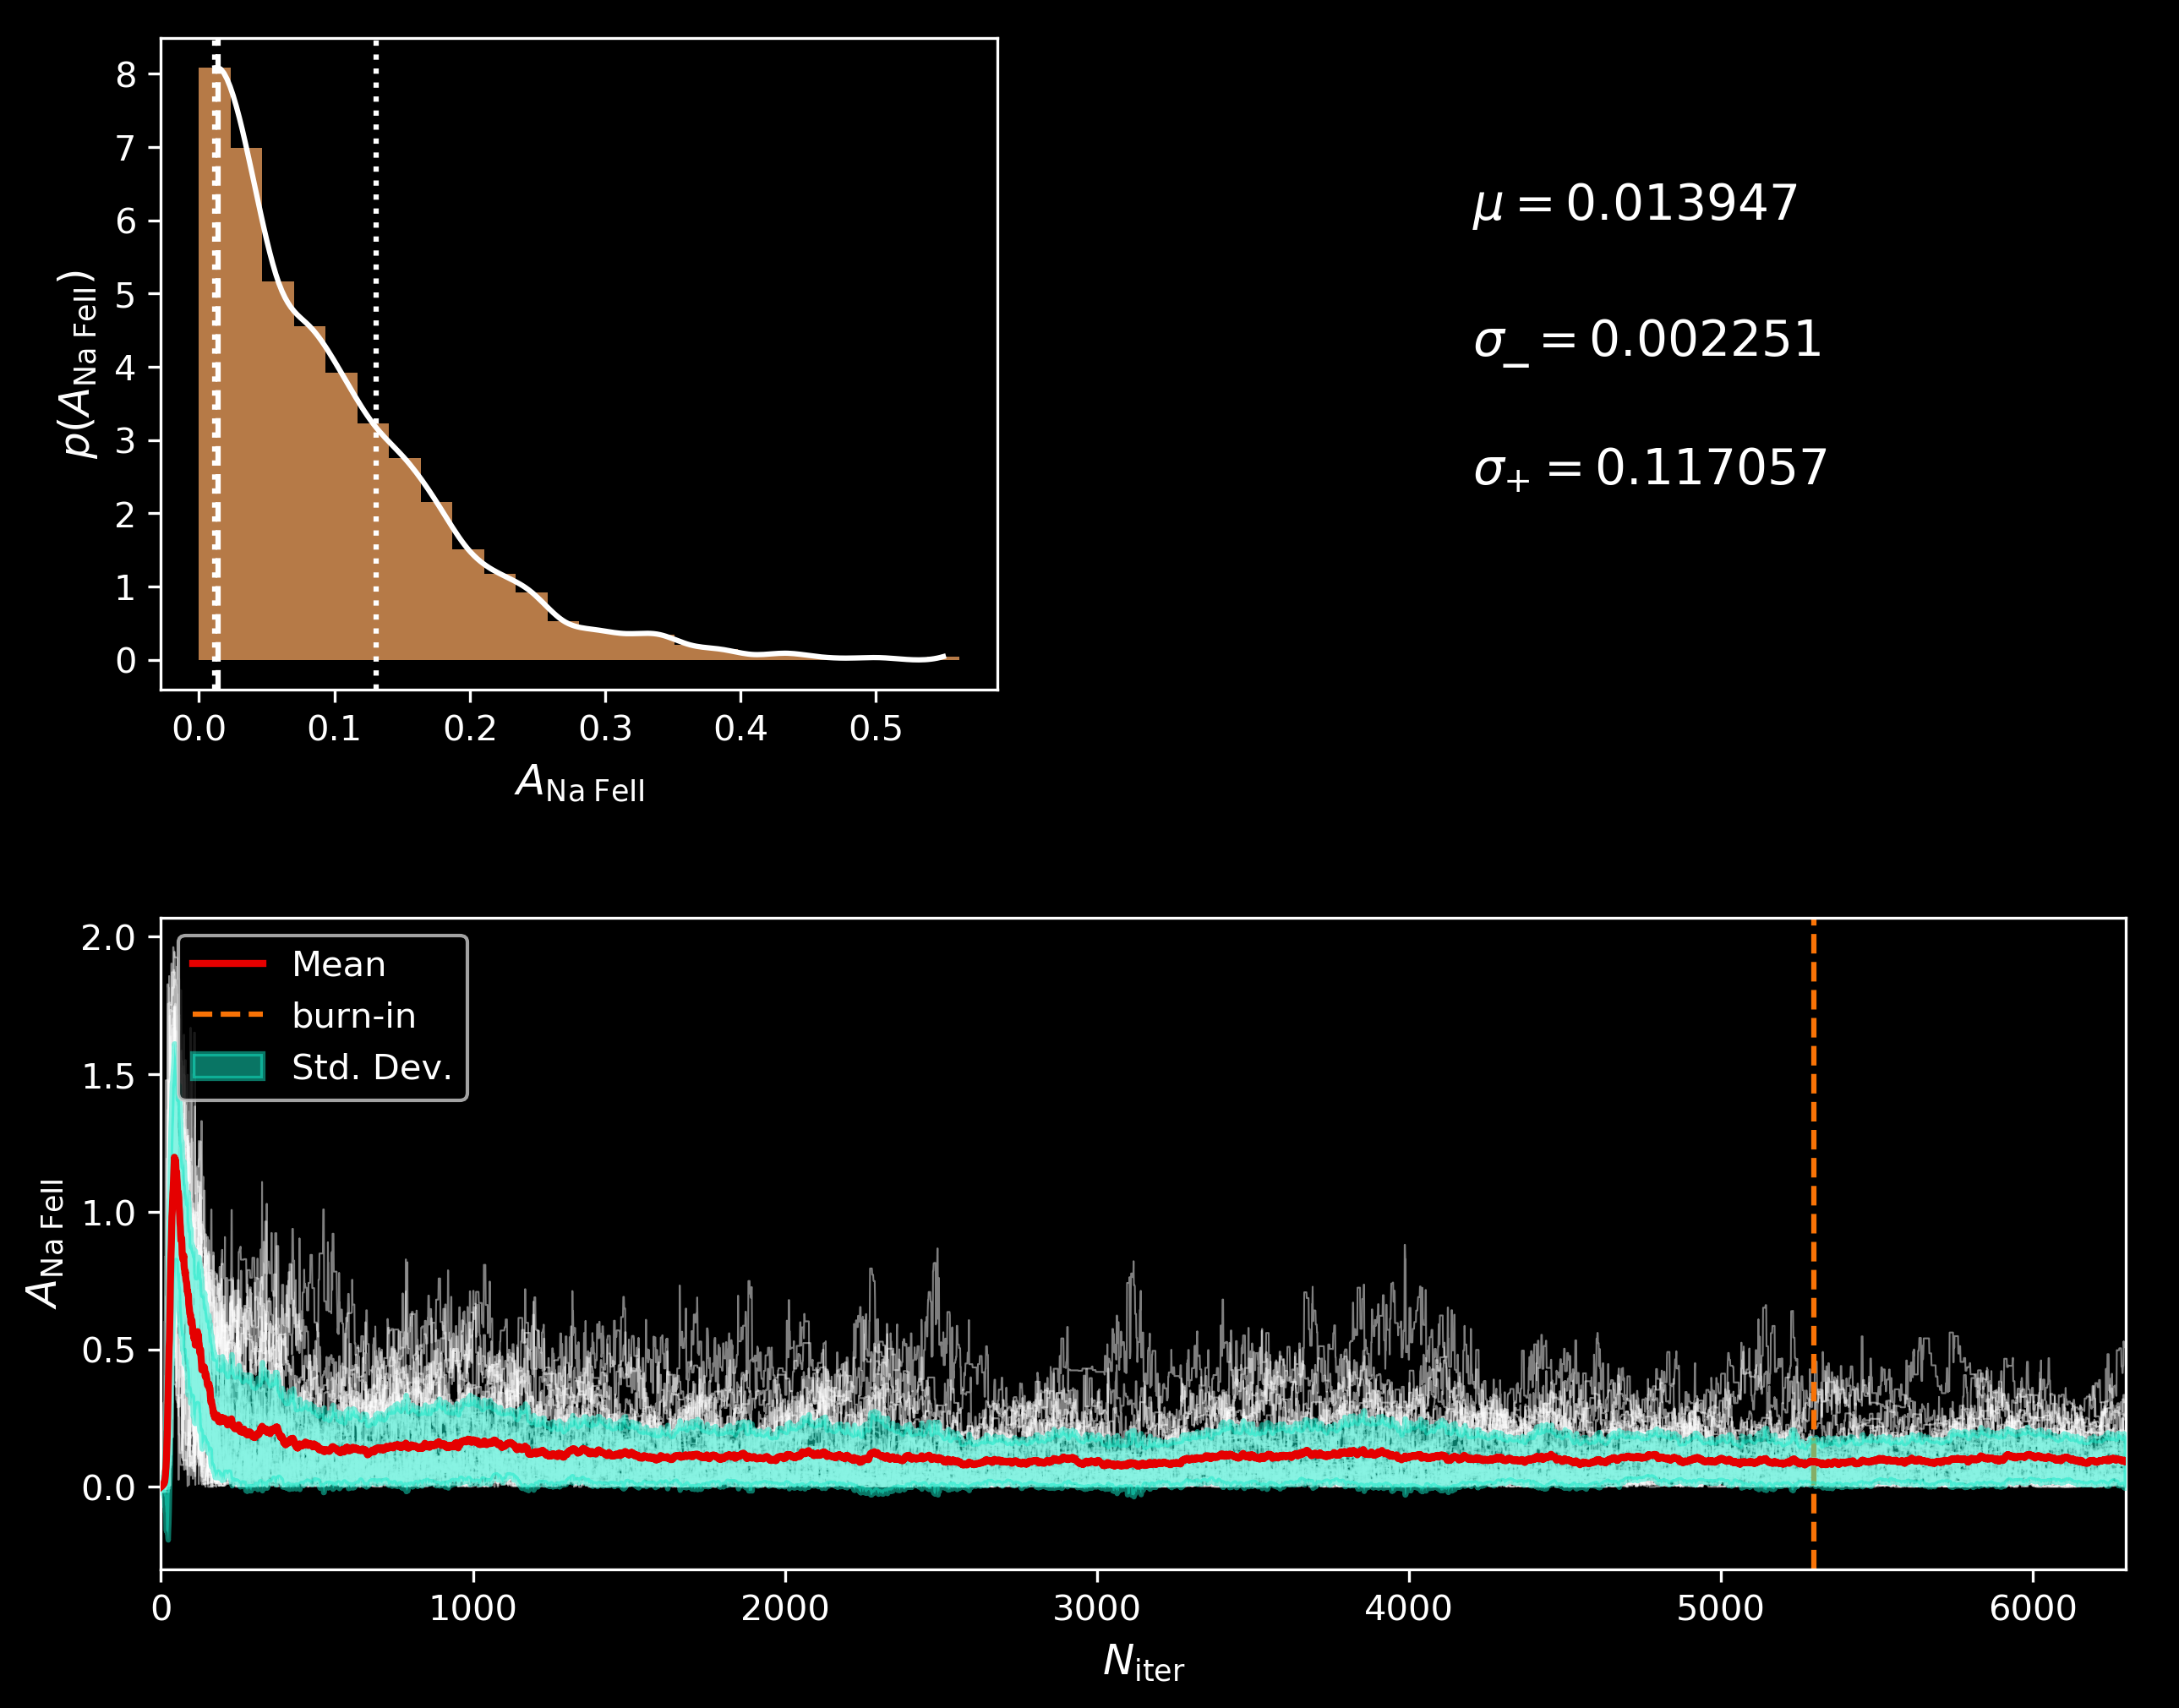 8
7
6
5
4
3
2
1
0
p(A_Na FeII)
0.0 0.1 0.2 0.3 0.4 0.5
A_Na FeII
μ = 0.013947
σ_− = 0.002251
σ_+ = 0.117057
2.0
1.5
1.0
0.5
0.0
A_Na FeII
Mean
burn-in
Std. Dev.
0 1000 2000 3000 4000 5000 6000
N_iter